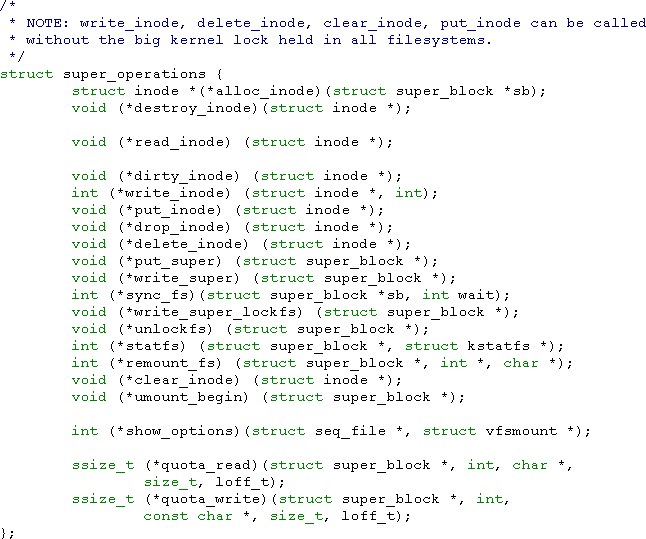 /*
 * NOTE: write_inode, delete_inode, clear_inode, put_inode can be called
 * without the big kernel lock held in all filesystems.
 */
struct super_operations {
        struct inode *(*alloc_inode)(struct super_block *sb);
        void (*destroy_inode)(struct inode *);

        void (*read_inode) (struct inode *);

        void (*dirty_inode) (struct inode *);
        int (*write_inode) (struct inode *, int);
        void (*put_inode) (struct inode *);
        void (*drop_inode) (struct inode *);
        void (*delete_inode) (struct inode *);
        void (*put_super) (struct super_block *);
        void (*write_super) (struct super_block *);
        int (*sync_fs)(struct super_block *sb, int wait);
        void (*write_super_lockfs) (struct super_block *);
        void (*unlockfs) (struct super_block *);
        int (*statfs) (struct super_block *, struct kstatfs *);
        int (*remount_fs) (struct super_block *, int *, char *);
        void (*clear_inode) (struct inode *);
        void (*umount_begin) (struct super_block *);

        int (*show_options)(struct seq_file *, struct vfsmount *);

        ssize_t (*quota_read)(struct super_block *, int, char *,
                size_t, loff_t);
        ssize_t (*quota_write)(struct super_block *, int,
                const char *, size_t, loff_t);
};